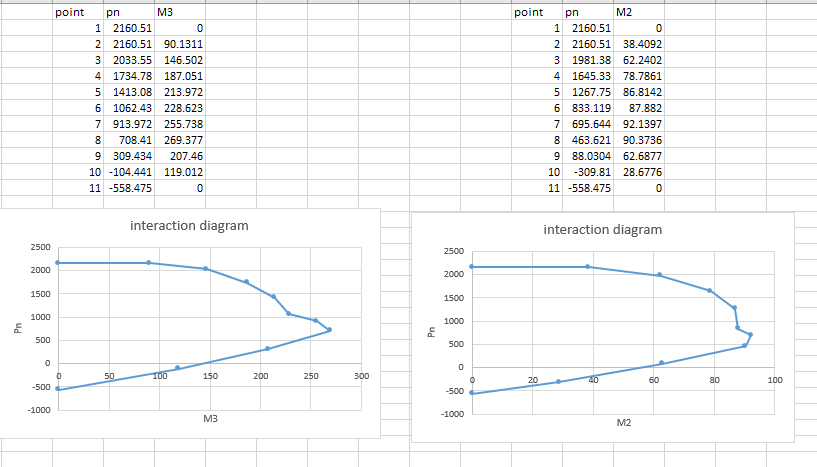 point pn M3
1 2160.51 0
2 2160.51 90.1311
3 2033.55 146.502
4 1734.78 187.051
5 1413.08 213.972
6 1062.43 228.623
7 913.972 255.738
8 708.41 269.377
9 309.434 207.46
10 -104.441 119.012
11 -558.475 0
point pn M2
1 2160.51 0
2 2160.51 38.4092
3 1981.38 62.2402
4 1645.33 78.7861
5 1267.75 86.8142
6 833.119 87.882
7 695.644 92.1397
8 463.621 90.3736
9 88.0304 62.6877
10 -309.81 28.6776
11 -558.475 0
interaction diagram
2500
2000
1500
1000
500
0
-500
-1000
Pn
0 50 100 150 200 250 300
M3
interaction diagram
2500
2000
1500
1000
500
0
-500
-1000
Pn
0 20 40 60 80 100
M2